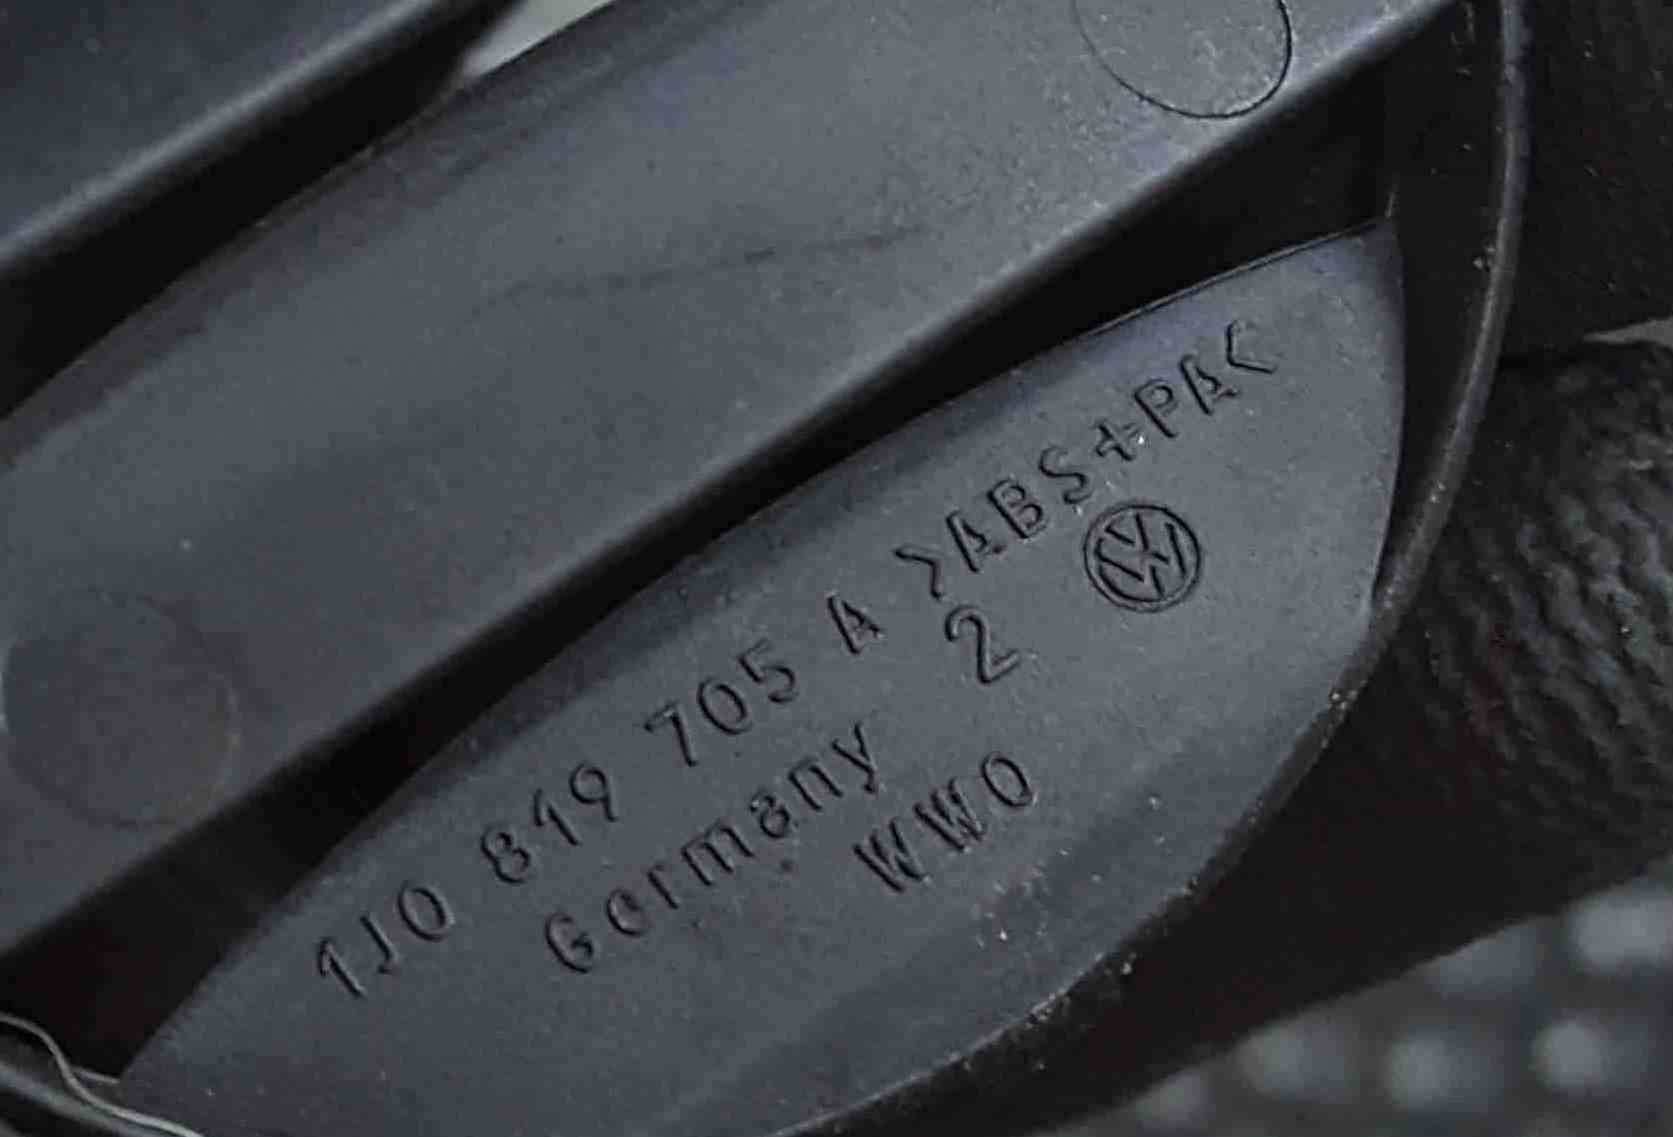 1J0 819 705 A >ABS+PA<
Germany 2
WWO